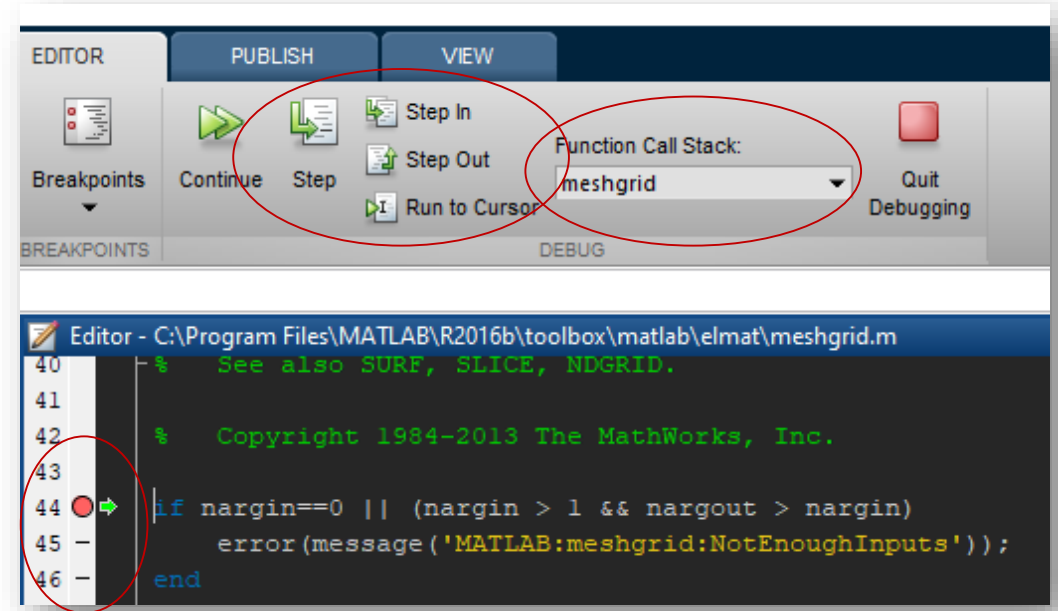 EDITOR PUBLISH VIEW
Breakpoints
Continue
Step
Step In
Step Out
Run to Cursor
Function Call Stack:
meshgrid
Quit
Debugging
BREAKPOINTS DEBUG
Editor - C:\Program Files\MATLAB\R2016b\toolbox\matlab\elmat\meshgrid.m
40 % See also SURF, SLICE, NDGRID.
41
42 % Copyright 1984-2013 The MathWorks, Inc.
43
44 if nargin==0 || (nargin > 1 && nargout > nargin)
45 – error(message('MATLAB:meshgrid:NotEnoughInputs'));
46 – end